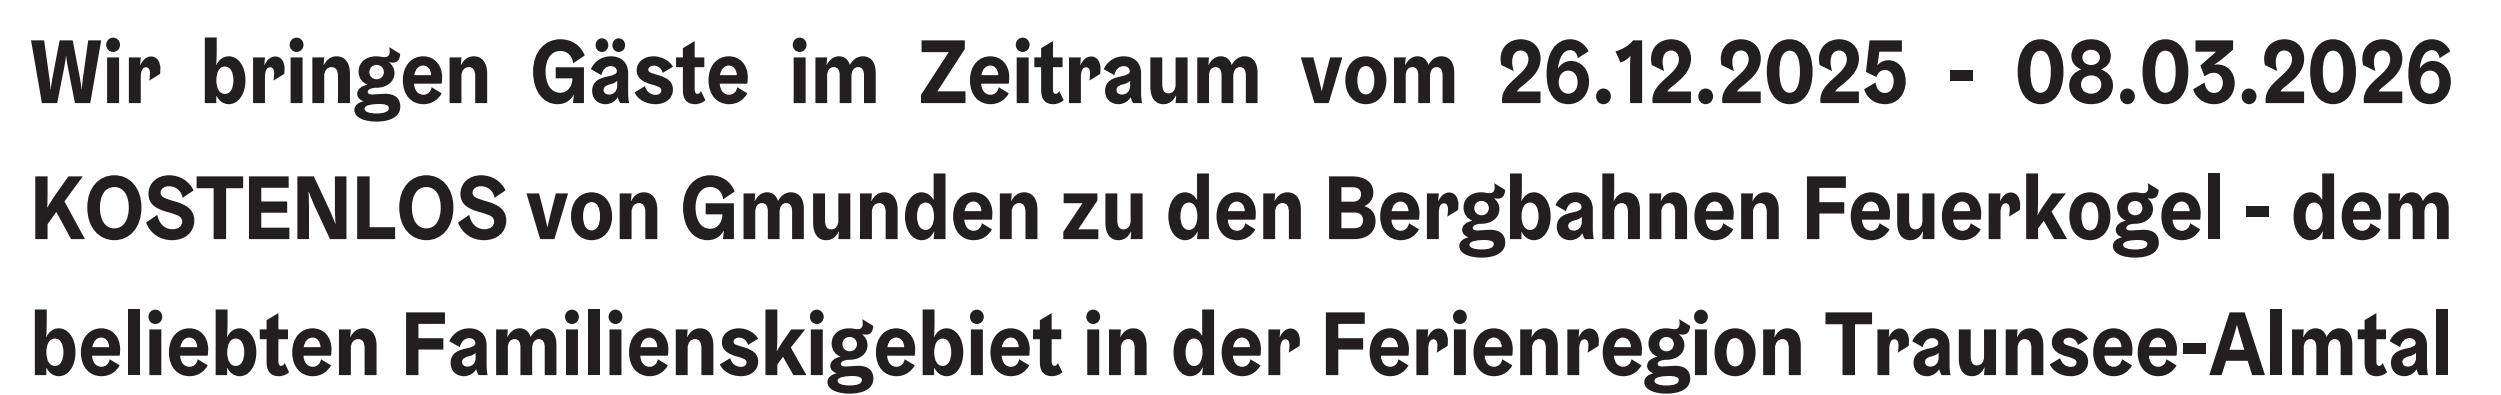 Wir bringen Gäste im Zeitraum vom 26.12.2025 - 08.03.2026
KOSTENLOS von Gmunden zu den Bergbahnen Feuerkogel - dem
beliebten Familienskigebiet in der Ferienregion Traunsee-Almtal